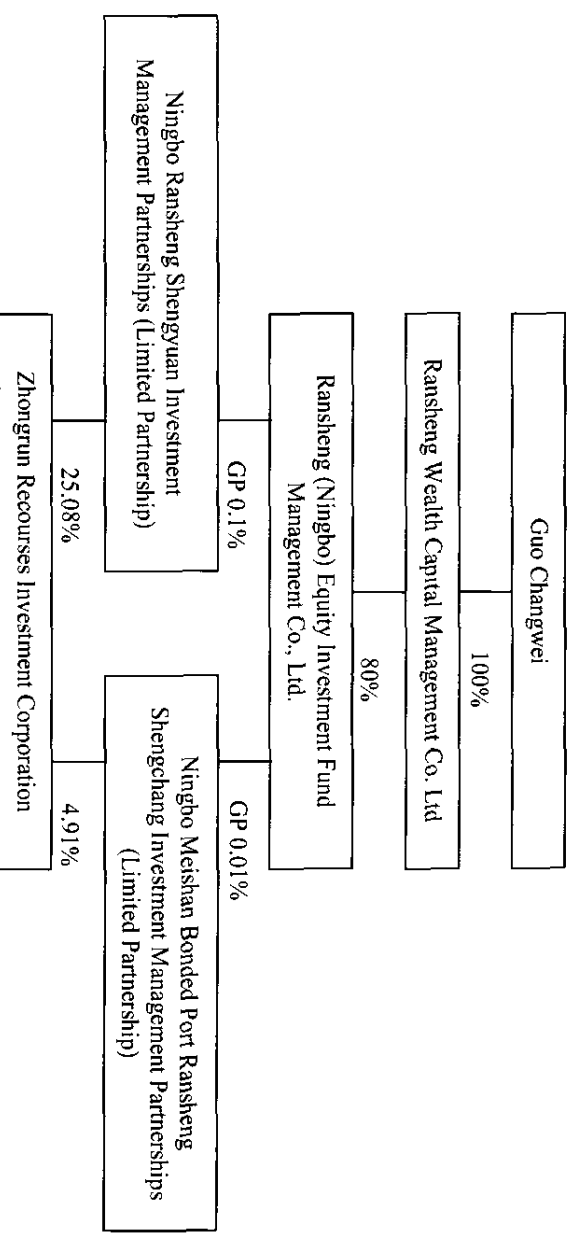 Guo Changwei
100%
Ransheng Wealth Capital Management Co. Ltd
80%
Ransheng (Ningbo) Equity Investment Fund
Management Co., Ltd.
GP 0.1%
GP 0.01%
Ningbo Ransheng Shengyuan Investment
Management Partnerships (Limited Partnership)
Ningbo Meishan Bonded Port Ransheng
Shengchang Investment Management Partnerships
(Limited Partnership)
25.08%
4.91%
Zhongrun Recourses Investment Corporation